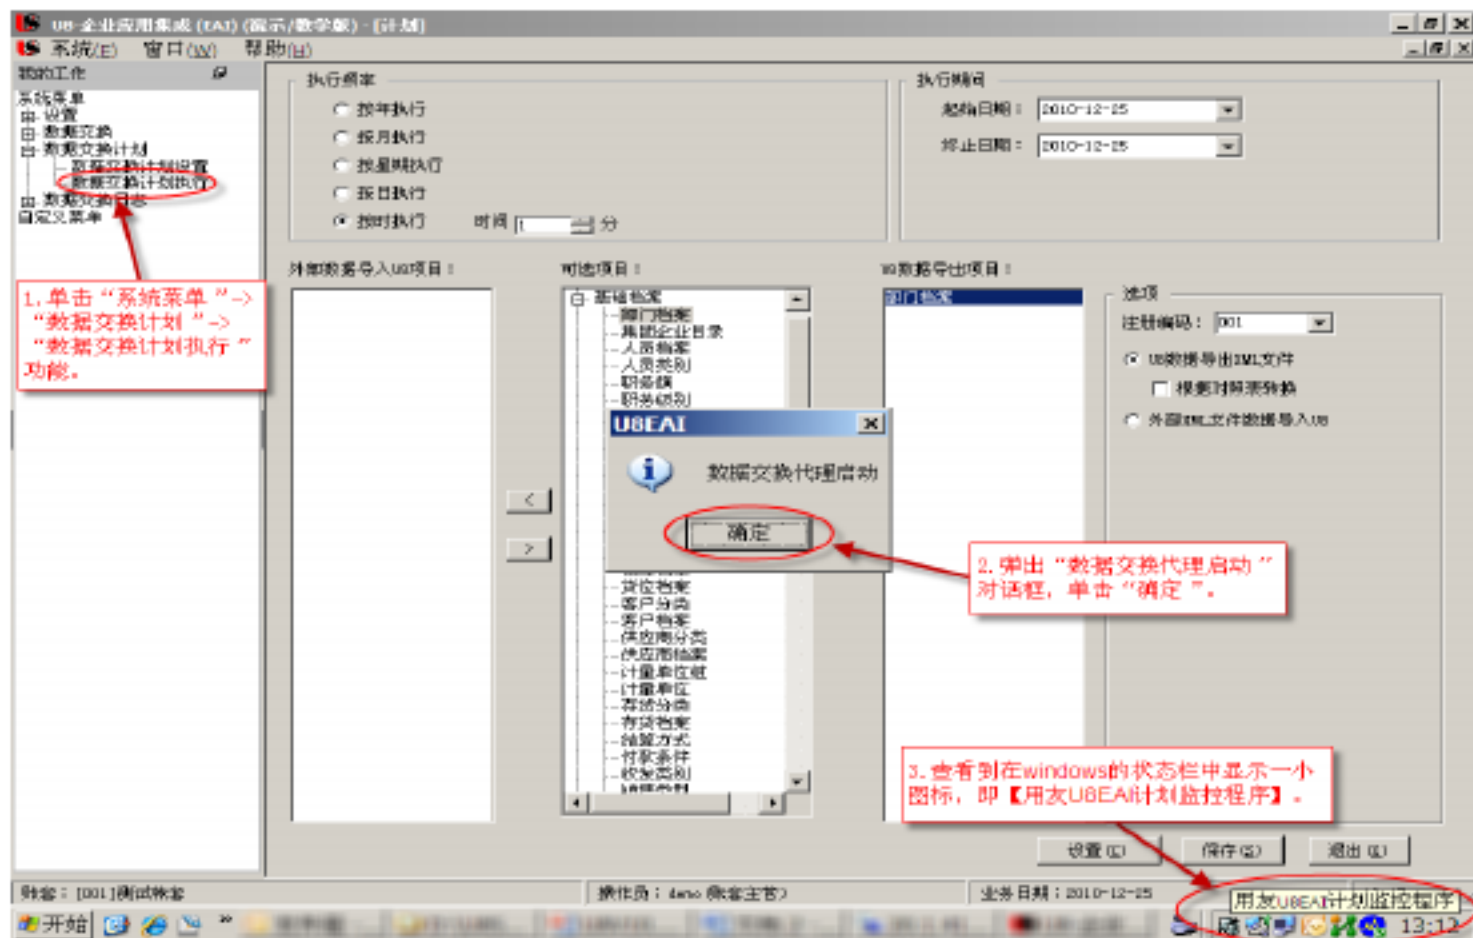 U8-企业应用集成 (EAI) (演示/教学版) - [计划]
系统(E) 窗口(W) 帮助(H)
我的工作
系统菜单
设置
数据交换
数据交换计划
数据交换计划设置
数据交换计划执行
数据交换日志
自定义菜单
执行频率
按年执行
按月执行
按星期执行
按日执行
按时执行 时间 1 分
执行期间
起始日期： 2010-12-25
终止日期： 2010-12-25
外部数据导入U8项目：
可选项目：
U8数据导出项目：
基础档案
部门档案
集团企业目录
人员档案
人员类别
职务簇
职务级别
货位档案
客户分类
客户档案
供应商分类
供应商档案
计量单位组
计量单位
存货分类
存货档案
结算方式
付款条件
收发类别
部门档案
选项
注册编码： 001
U8数据导出XML文件
根据对照表转换
外部XML文件数据导入U8
<
>
U8EAI
数据交换代理启动
确定
1.单击“系统菜单”->
“数据交换计划”->
“数据交换计划执行”
功能。
2.弹出“数据交换代理启动”
对话框，单击“确定”。
3.查看到在windows的状态栏中显示一小
图标，即【用友U8EAI计划监控程序】。
设置 保存(S) 退出
账套：[001]测试帐套 操作员：demo(账套主管) 业务日期：2010-12-25
用友U8EAI计划监控程序
开始 » 13:12